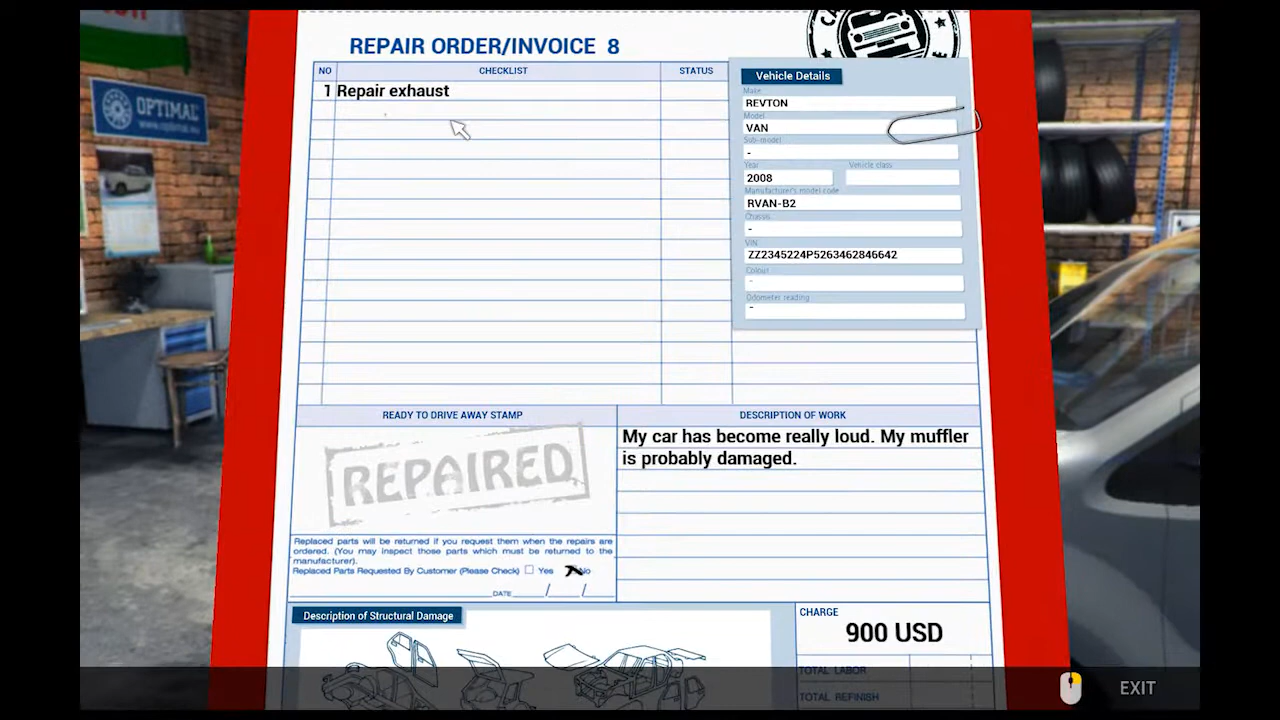 OPTIMAL
REPAIR ORDER/INVOICE 8
NO CHECKLIST STATUS
1 Repair exhaust
Vehicle Details
Make
REVTON
Model
VAN
Sub-model
-
Year Vehicle class
2008
Manufacturer's model code
RVAN-B2
Chassis
-
VIN
ZZ2345224P5263462846642
Colour
-
Odometer reading
-
READY TO DRIVE AWAY STAMP
REPAIRED
Replaced parts will be returned if you request them when the repairs are
ordered. (You may inspect those parts which must be returned to the
manufacturer).
Replaced Parts Requested By Customer (Please Check) Yes No
DATE / /
DESCRIPTION OF WORK
My car has become really loud. My muffler
is probably damaged.
Description of Structural Damage
CHARGE
900 USD
TOTAL LABOR
TOTAL REFINISH
EXIT